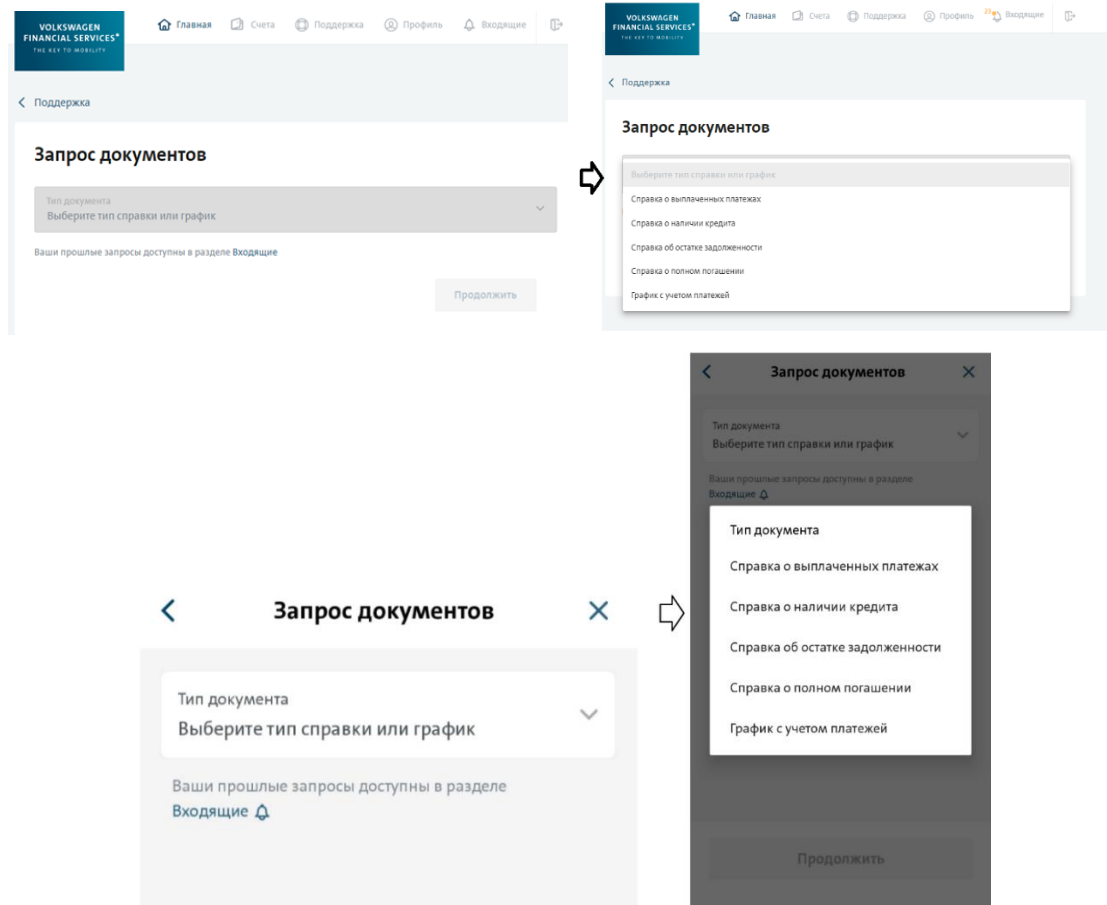 VOLKSWAGEN
FINANCIAL SERVICES*
THE KEY TO MOBILITY
Главная Счета Поддержка Профиль Входящие
Поддержка
Запрос документов
Тип документа
Выберите тип справки или график
Ваши прошлые запросы доступны в разделе Входящие
Продолжить
VOLKSWAGEN
FINANCIAL SERVICES*
THE KEY TO MOBILITY
Главная Счета Поддержка Профиль Входящие
Поддержка
Запрос документов
Выберите тип справки или график
Справка о выплаченных платежах
Справка о наличии кредита
Справка об остатке задолженности
Справка о полном погашении
График с учетом платежей
Запрос документов
Тип документа
Выберите тип справки или график
Ваши прошлые запросы доступны в разделе
Входящие
Запрос документов
Тип документа
Выберите тип справки или график
Ваши прошлые запросы доступны в разделе
Входящие
Тип документа
Справка о выплаченных платежах
Справка о наличии кредита
Справка об остатке задолженности
Справка о полном погашении
График с учетом платежей
Продолжить